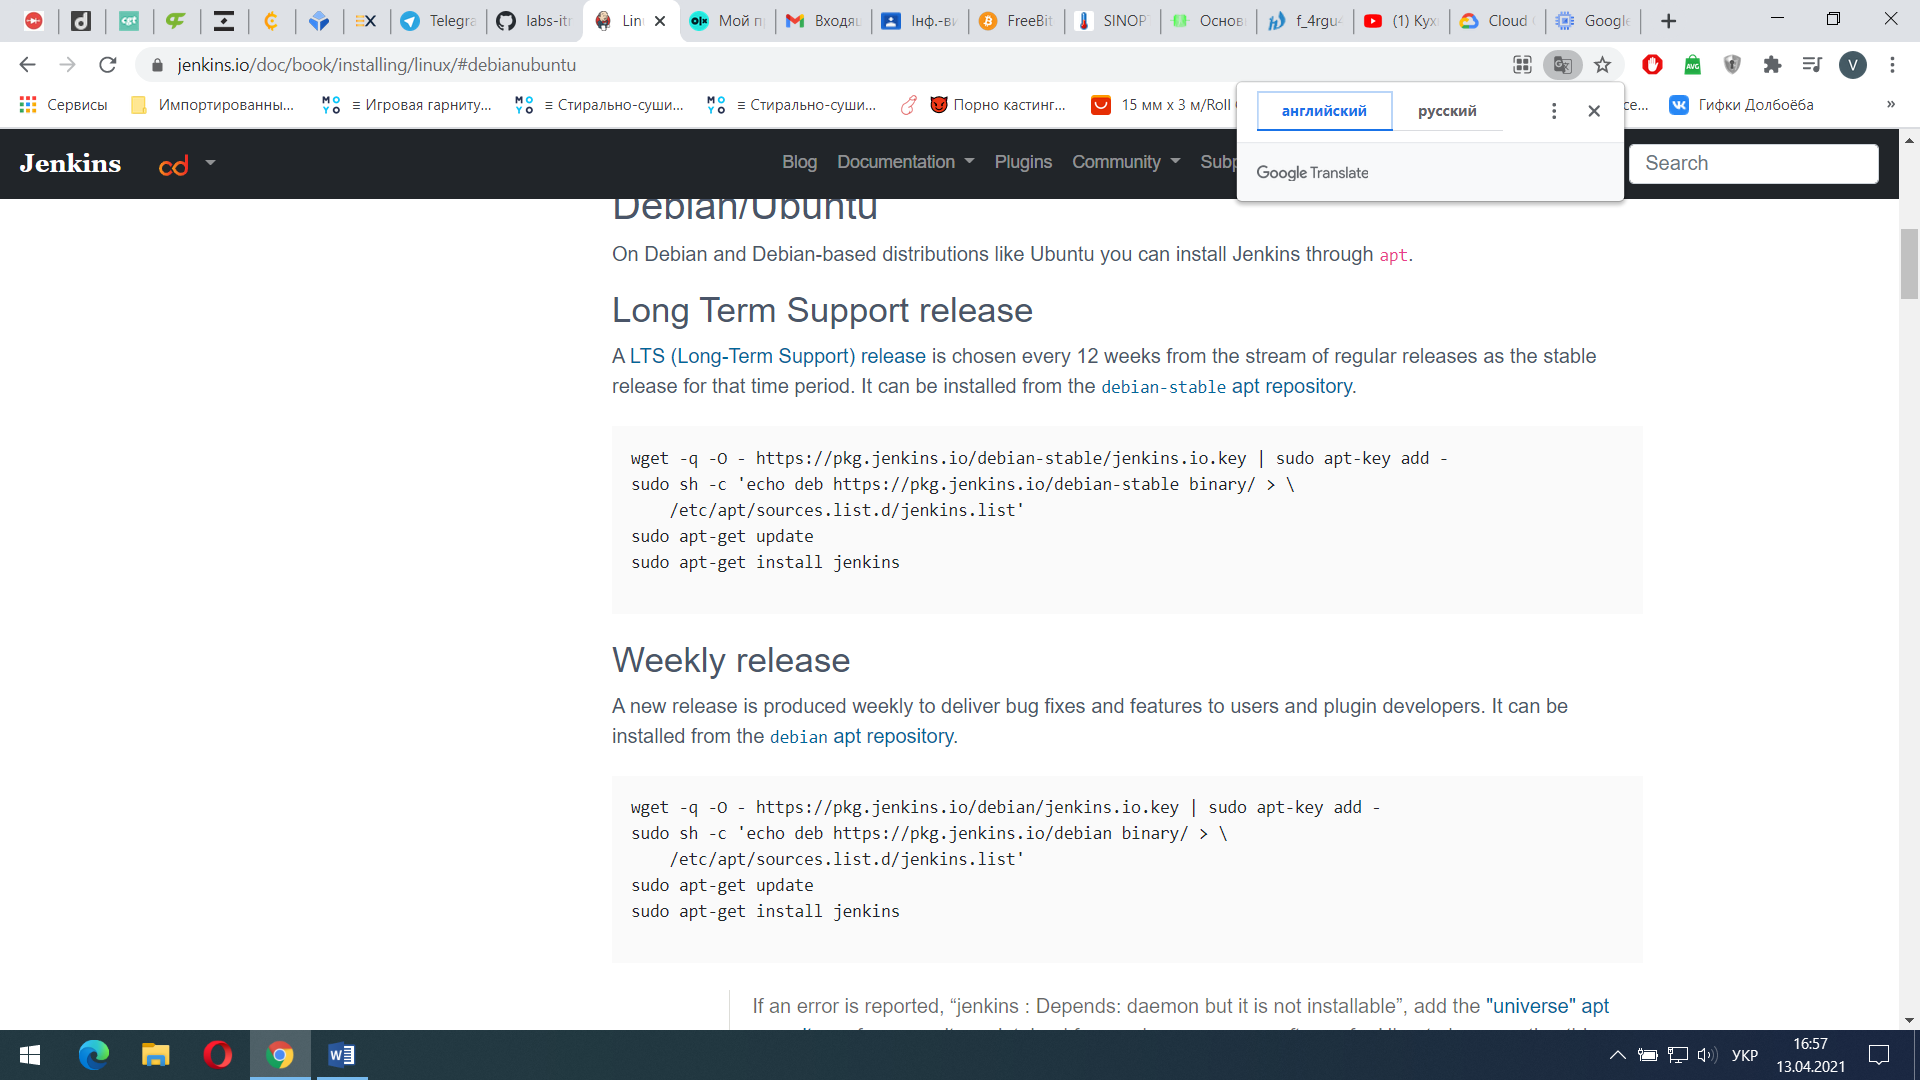 Telegra
labs-itr
Lin
Мой п
Входящ
Інф.-ви
FreeBit
SINOP
Основ
f_4rgu
(1) Кух
Cloud
Google
jenkins.io/doc/book/installing/linux/#debianubuntu
V
Сервисы
Импортированны...
≡ Игровая гарниту...
≡ Стирально-суши...
≡ Стирально-суши...
Порно кастинг...
15 мм x 3 м/Roll
се...
Гифки Долбоёба
»
английский
русский
Google Translate
Jenkins
cd
Blog
Documentation
Plugins
Community
Subp
Search
Debian/Ubuntu
On Debian and Debian-based distributions like Ubuntu you can install Jenkins through apt.
Long Term Support release
A LTS (Long-Term Support) release is chosen every 12 weeks from the stream of regular releases as the stable
release for that time period. It can be installed from the debian-stable apt repository.
wget -q -O - https://pkg.jenkins.io/debian-stable/jenkins.io.key | sudo apt-key add -
sudo sh -c 'echo deb https://pkg.jenkins.io/debian-stable binary/ > \
/etc/apt/sources.list.d/jenkins.list'
sudo apt-get update
sudo apt-get install jenkins
Weekly release
A new release is produced weekly to deliver bug fixes and features to users and plugin developers. It can be
installed from the debian apt repository.
wget -q -O - https://pkg.jenkins.io/debian/jenkins.io.key | sudo apt-key add -
sudo sh -c 'echo deb https://pkg.jenkins.io/debian binary/ > \
/etc/apt/sources.list.d/jenkins.list'
sudo apt-get update
sudo apt-get install jenkins
If an error is reported, “jenkins : Depends: daemon but it is not installable”, add the "universe" apt
УКР
16:57
13.04.2021